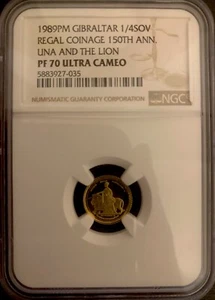 1989PM GIBRALTAR 1/4SOV
REGAL COINAGE 150TH ANN.
UNA AND THE LION
PF 70 ULTRA CAMEO
5883927-035
NUMISMATIC GUARANTY CORPORATION
NGC